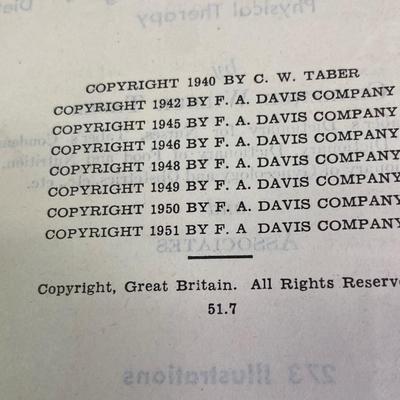 COPYRIGHT 1940 BY C. W. TABER
COPYRIGHT 1942 BY F. A. DAVIS COMPANY
COPYRIGHT 1945 BY F. A. DAVIS COMPANY
COPYRIGHT 1946 BY F. A. DAVIS COMPANY
COPYRIGHT 1948 BY F. A. DAVIS COMPANY
COPYRIGHT 1949 BY F. A. DAVIS COMPANY
COPYRIGHT 1950 BY F. A. DAVIS COMPANY
COPYRIGHT 1951 BY F. A DAVIS COMPANY
Copyright, Great Britain. All Rights Reserve
51.7